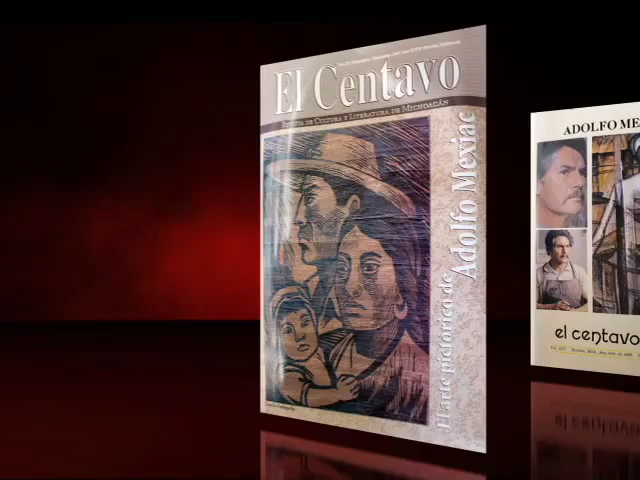 El Centavo
Revista de Cultura y Literatura de Michoacán
El arte pictórico de
Adolfo Mexiac
ADOLFO ME
el centavo